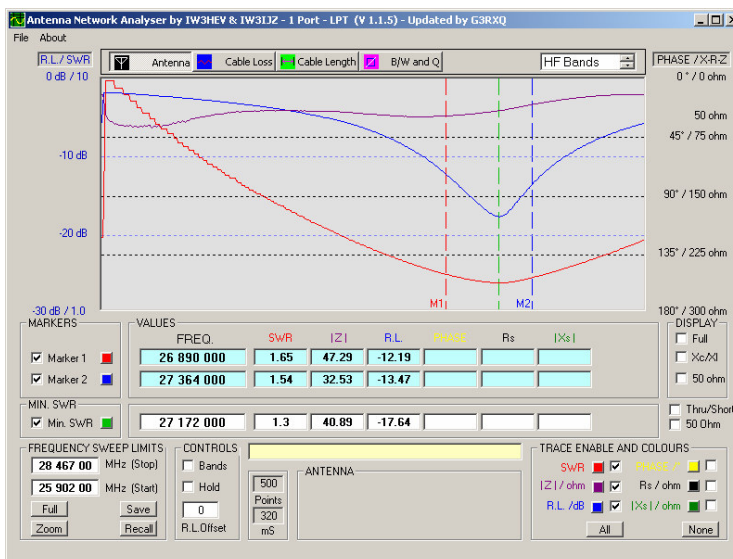 Antenna Network Analyser by IW3HEV & IW3IJZ - 1 Port - LPT (V 1.1.5) - Updated by G3RXQ
File About
R.L./ SWR Antenna Cable Loss Cable Length B/W and Q HF Bands PHASE /X-R-Z
0 dB / 10
0 ° / 0 ohm
50 ohm
45° / 75 ohm
-10 dB
90° / 150 ohm
-20 dB
135° / 225 ohm
M1 M2
-30 dB / 1.0
180° / 300 ohm
MARKERS VALUES DISPLAY
FREQ. SWR |Z| R.L. PHASE Rs |Xs|
Full
Marker 1 26 890 000 1.65 47.29 -12.19
Xc/Xl
Marker 2 27 364 000 1.54 32.53 -13.47
50 ohm
MIN. SWR
Thru/Short
Min. SWR 27 172 000 1.3 40.89 -17.64
50 Ohm
FREQUENCY SWEEP LIMITS CONTROLS TRACE ENABLE AND COLOURS
28 467 00 MHz (Stop) Bands ANTENNA SWR PHASE /°
25 902 00 MHz (Start) Hold 500 |Z| / ohm Rs / ohm
Points
Full Save 0 320 R.L. /dB |Xs| / ohm
Zoom Recall R.L.Offset mS All None